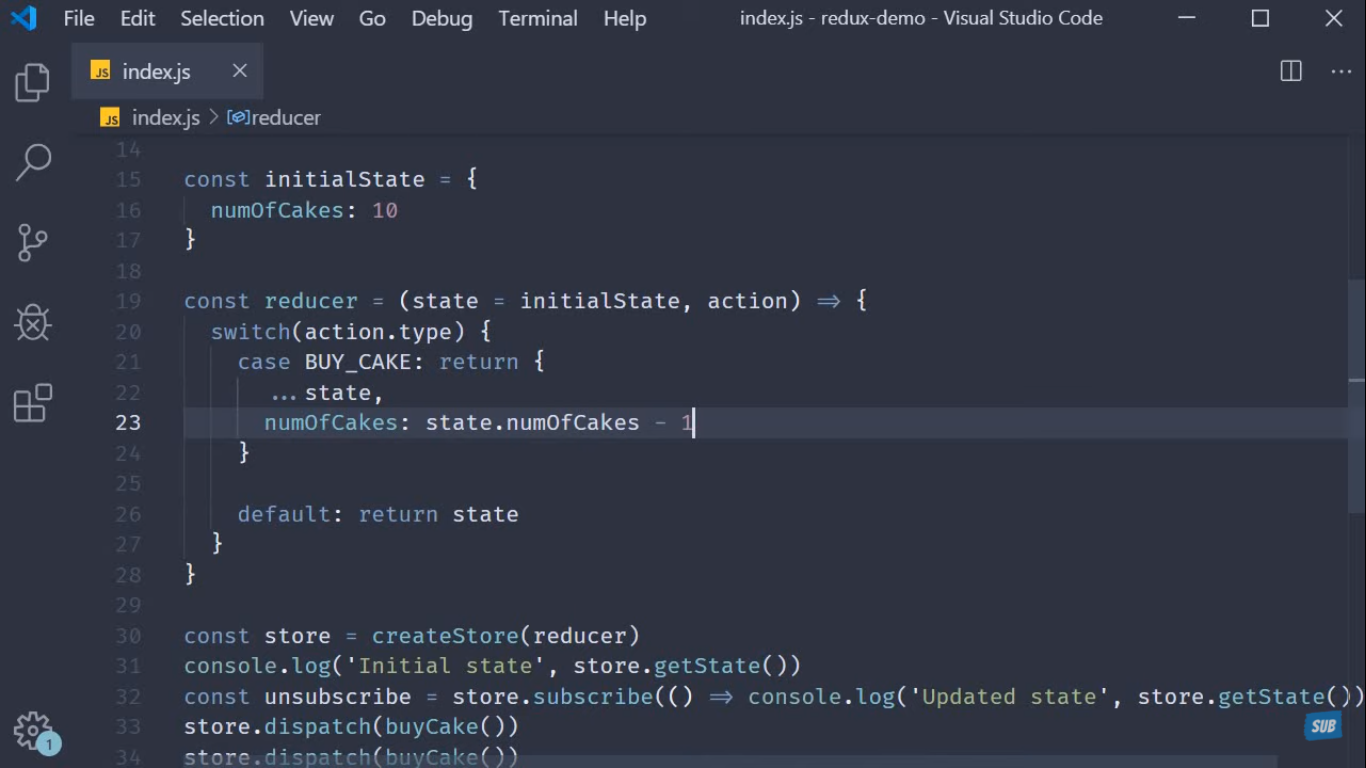 File Edit Selection View Go Debug Terminal Help index.js - redux-demo - Visual Studio Code
JS index.js
JS index.js > reducer
14
15 const initialState = {
16 numOfCakes: 10
17 }
18
19 const reducer = (state = initialState, action) => {
20 switch(action.type) {
21 case BUY_CAKE: return {
22 ...state,
23 numOfCakes: state.numOfCakes - 1
24 }
25
26 default: return state
27 }
28 }
29
30 const store = createStore(reducer)
31 console.log('Initial state', store.getState())
32 const unsubscribe = store.subscribe(() => console.log('Updated state', store.getState())
33 store.dispatch(buyCake())
34 store.dispatch(buyCake())
SUB
1